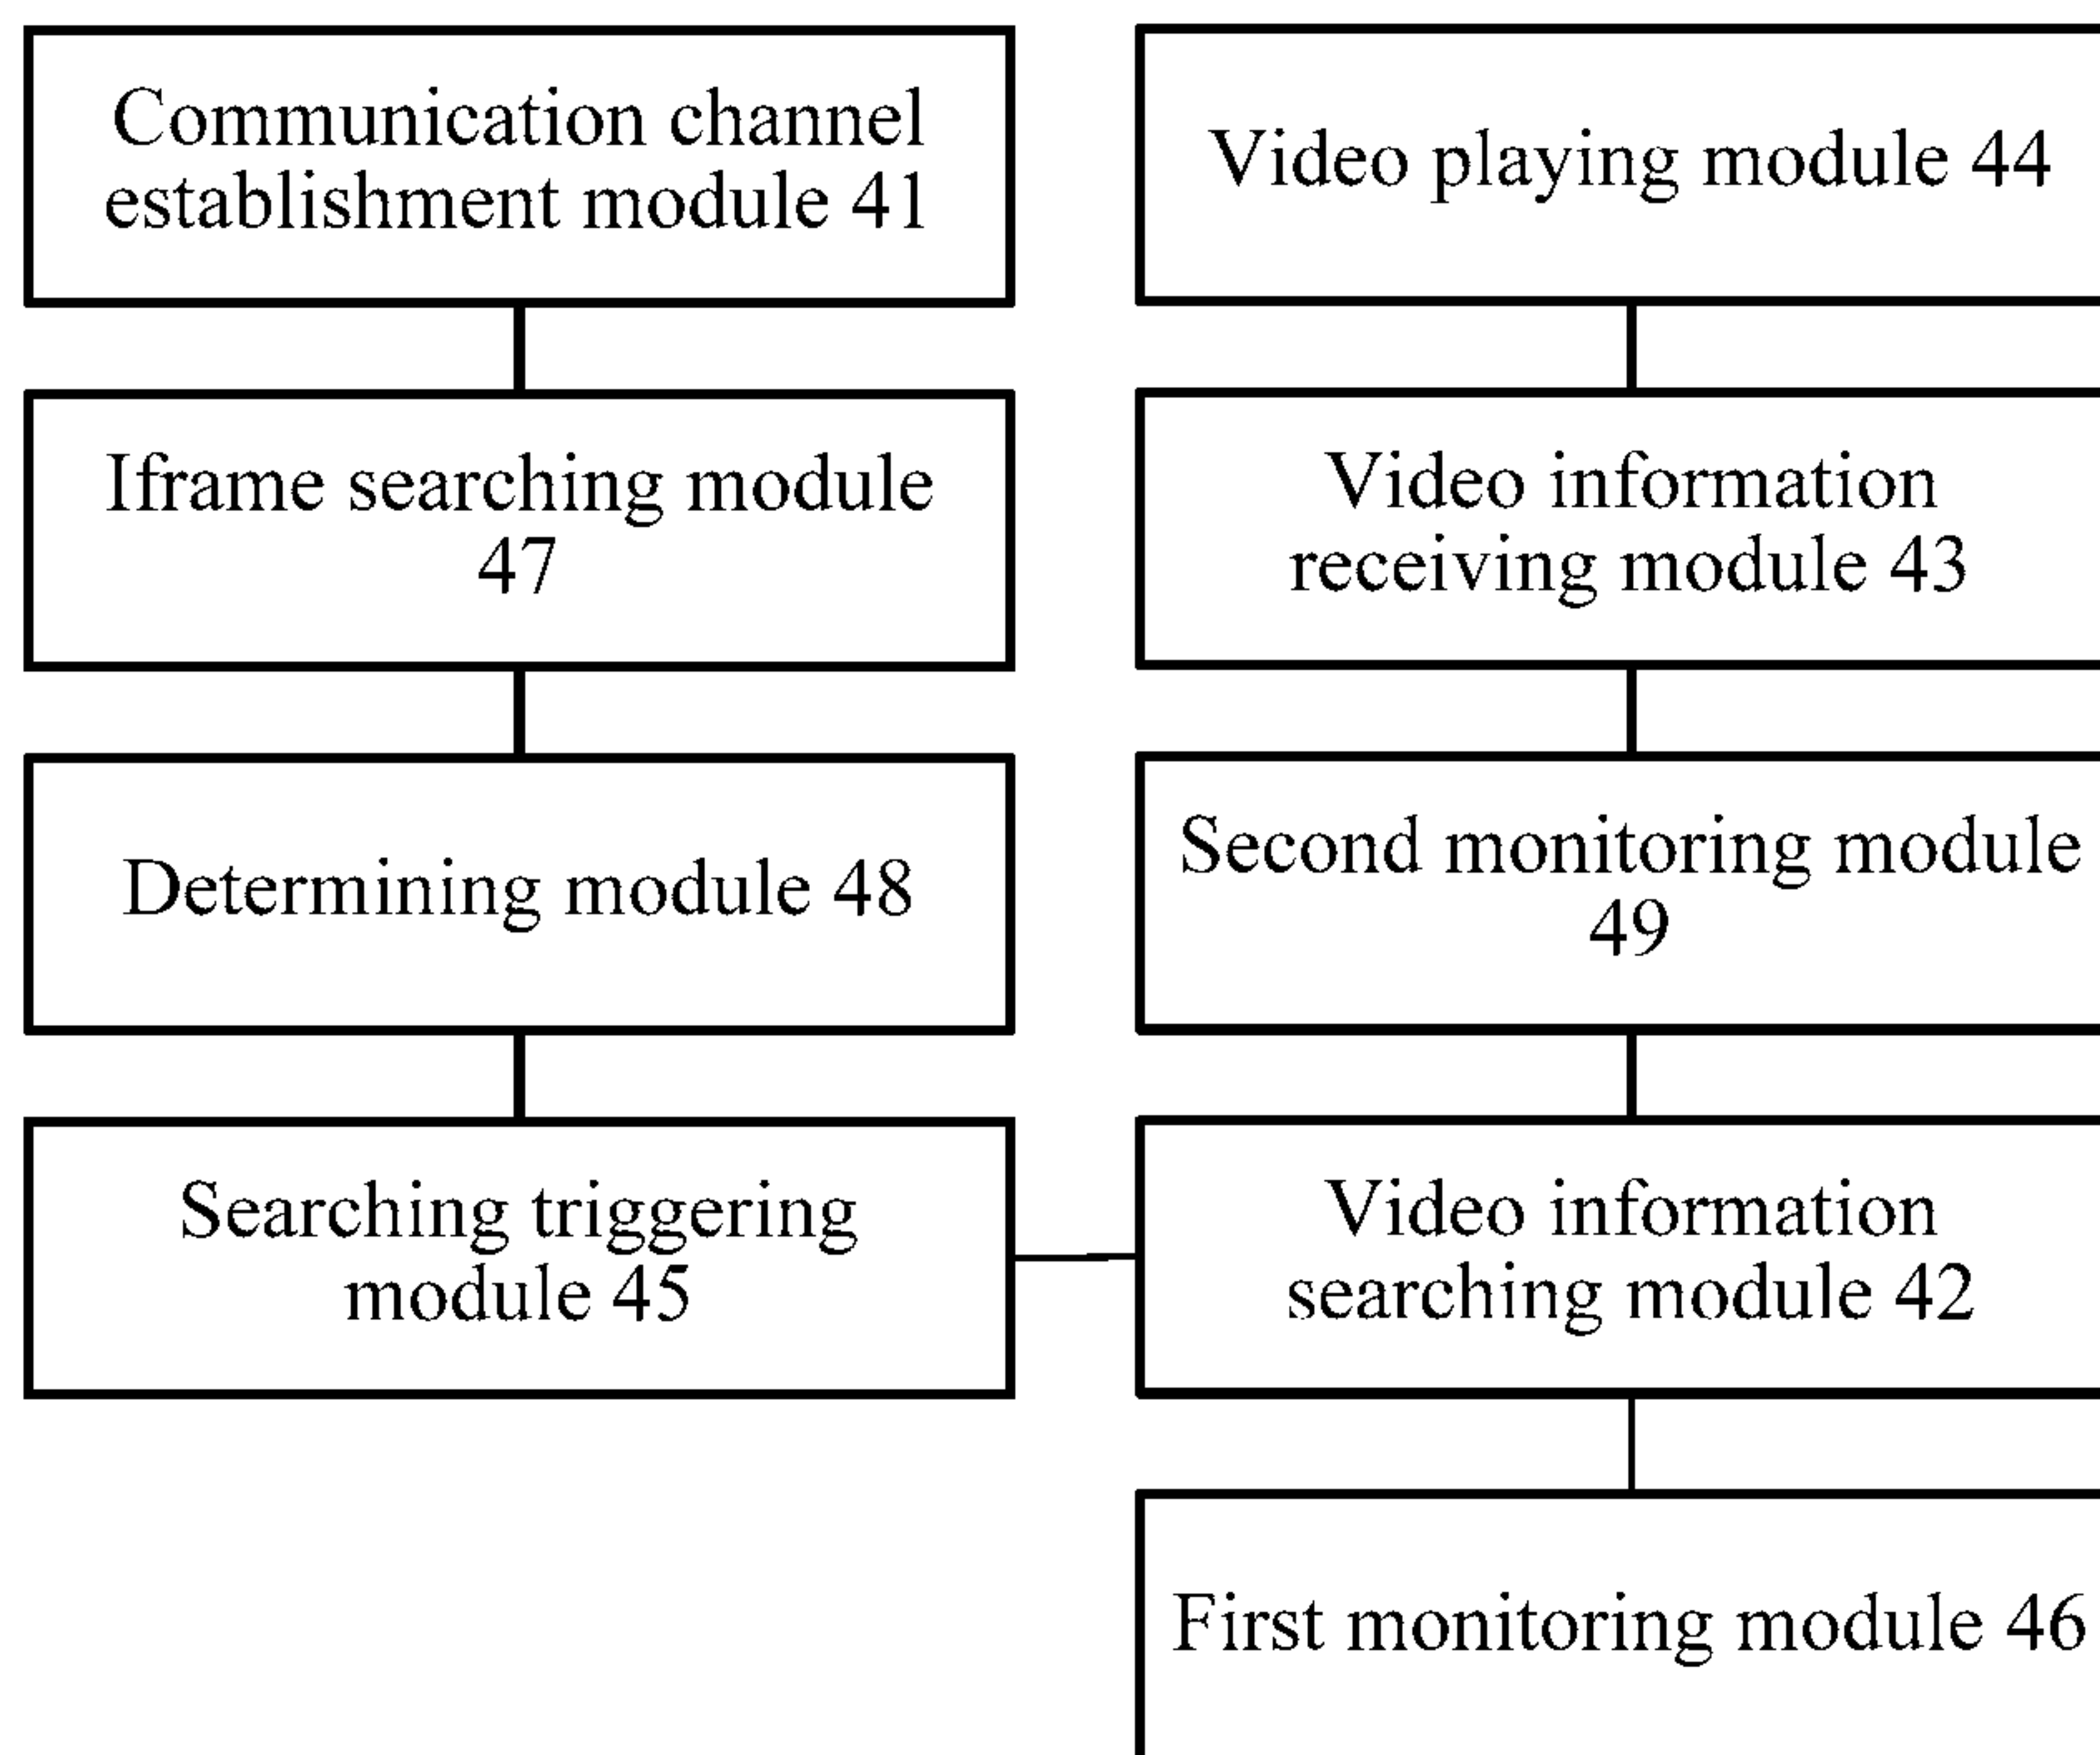 Communication channel
establishment module 41
Iframe searching module
47
Determining module 48
Searching triggering
module 45
Video playing module 44
Video information
receiving module 43
Second monitoring module
49
Video information
searching module 42
First monitoring module 46